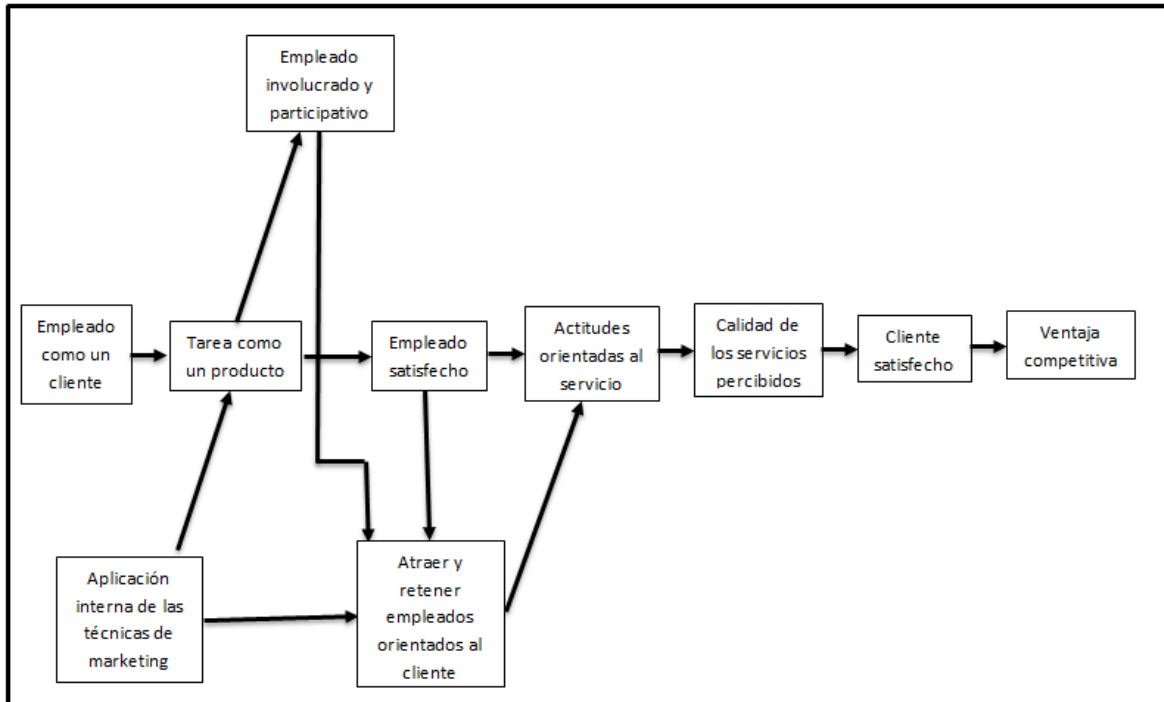 Empleado
involucrado y
participativo
Empleado
como un
cliente
Tarea como
un producto
Empleado
satisfecho
Actitudes
orientadas al
servicio
Calidad de
los servicios
percibidos
Cliente
satisfecho
Ventaja
competitiva
Aplicación
interna de las
técnicas de
marketing
Atraer y
retener
empleados
orientados al
cliente